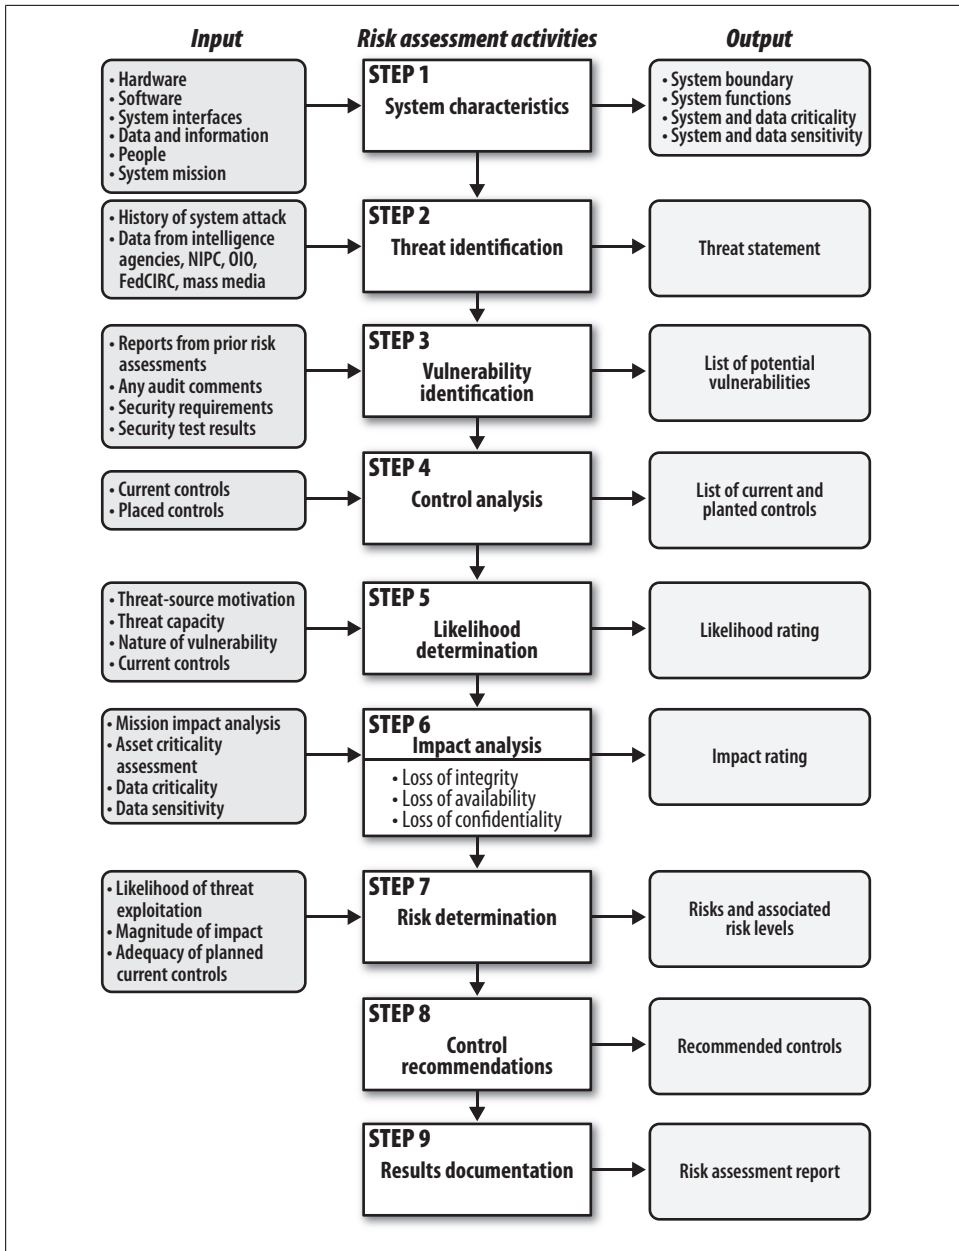 Input
Risk assessment activities
Output
• Hardware
• Software
• System interfaces
• Data and information
• People
• System mission
STEP 1
System characteristics
• System boundary
• System functions
• System and data criticality
• System and data sensitivity
• History of system attack
• Data from intelligence
agencies, NIPC, OIO,
FedCIRC, mass media
STEP 2
Threat identification
Threat statement
• Reports from prior risk
assessments
• Any audit comments
• Security requirements
• Security test results
STEP 3
Vulnerability
identification
List of potential
vulnerabilities
• Current controls
• Placed controls
STEP 4
Control analysis
List of current and
planted controls
• Threat-source motivation
• Threat capacity
• Nature of vulnerability
• Current controls
STEP 5
Likelihood
determination
Likelihood rating
• Mission impact analysis
• Asset criticality
assessment
• Data criticality
• Data sensitivity
STEP 6
Impact analysis
• Loss of integrity
• Loss of availability
• Loss of confidentiality
Impact rating
• Likelihood of threat
exploitation
• Magnitude of impact
• Adequacy of planned
current controls
STEP 7
Risk determination
Risks and associated
risk levels
STEP 8
Control
recommendations
Recommended controls
STEP 9
Results documentation
Risk assessment report